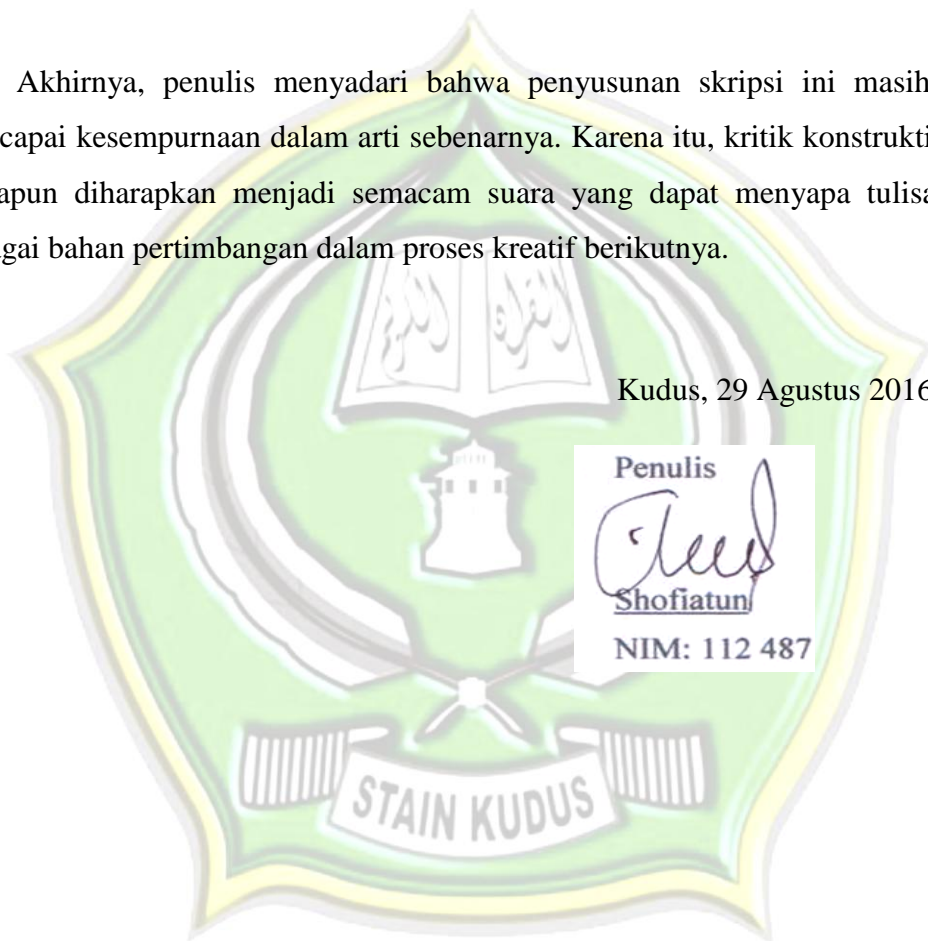 Akhirnya, penulis menyadari bahwa penyusunan skripsi ini masih
capai kesempurnaan dalam arti sebenarnya. Karena itu, kritik konstrukti
apun diharapkan menjadi semacam suara yang dapat menyapa tulisa
gai bahan pertimbangan dalam proses kreatif berikutnya.
Kudus, 29 Agustus 2016
Penulis
Shofiatun
NIM: 112 487
STAIN KUDUS